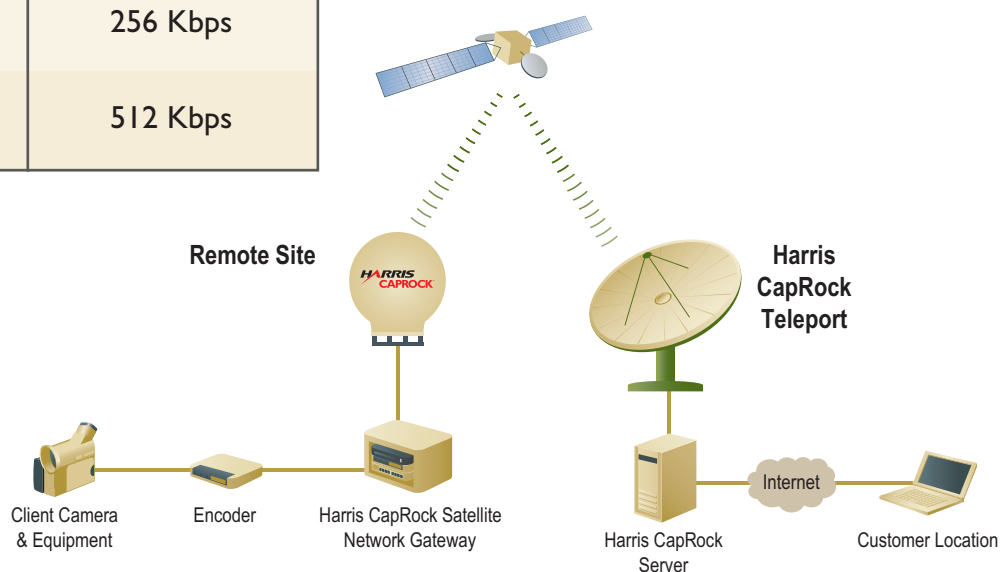 256 Kbps
512 Kbps
Remote Site
HARRIS
CAPROCK
Harris
CapRock
Teleport
Client Camera
& Equipment
Encoder
Harris CapRock Satellite
Network Gateway
Harris CapRock
Server
Internet
Customer Location